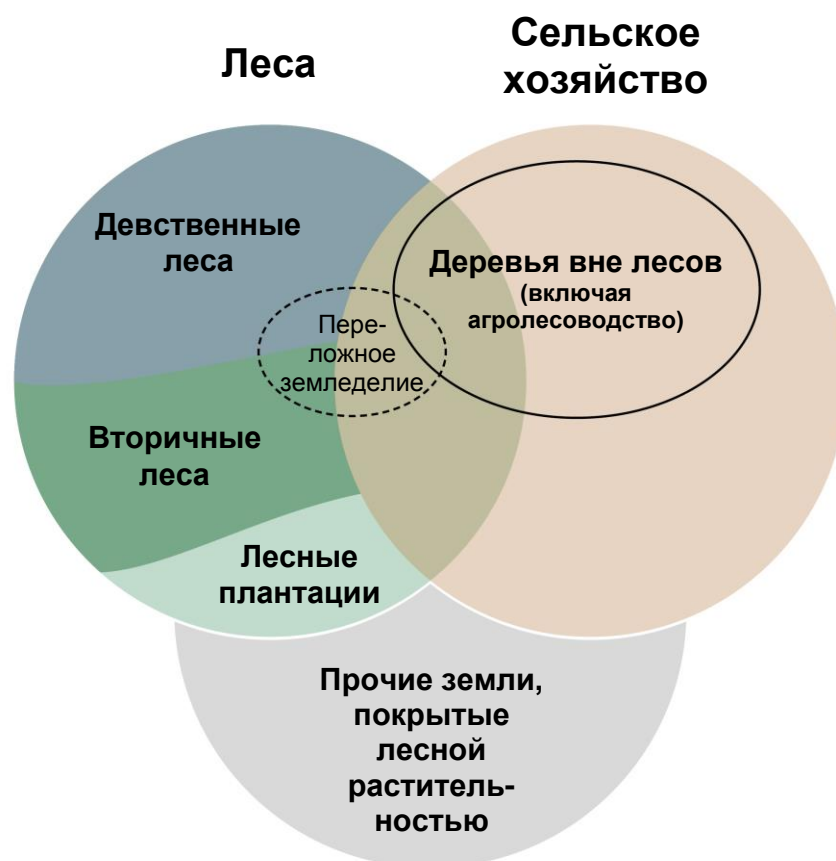 Леса
Сельское
хозяйство
Девственные
леса
Деревья вне лесов
(включая
агролесоводство)
Пере-
ложное
земледелие
Вторичные
леса
Лесные
плантации
Прочие земли,
покрытые
лесной
раститель-
ностью